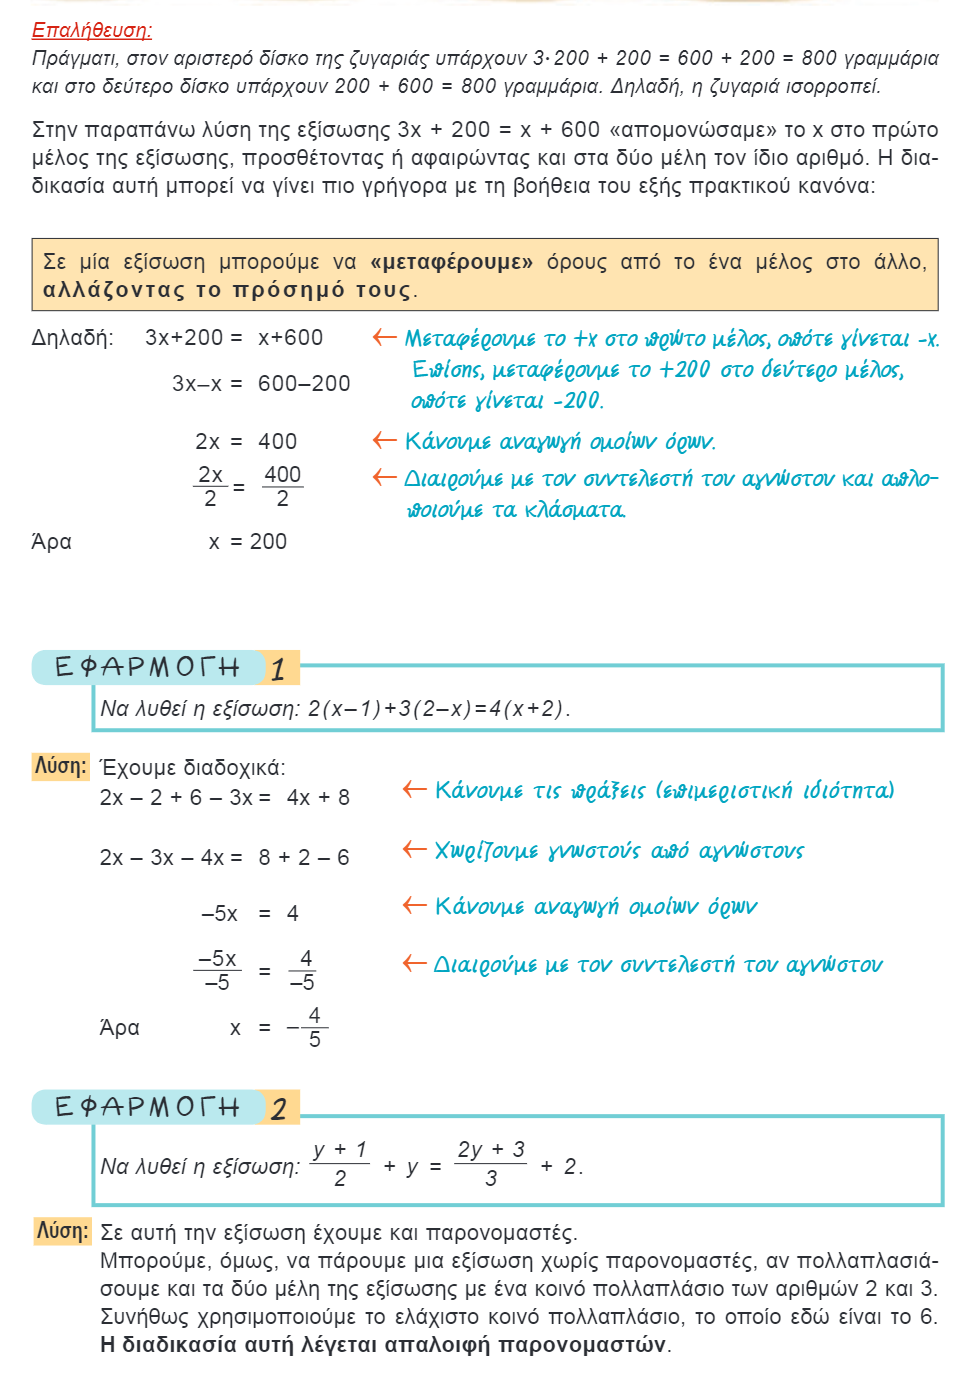 Επαλήθευση:
Πράγματι, στον αριστερό δίσκο της ζυγαριάς υπάρχουν 3·200 + 200 = 600 + 200 = 800 γραμμάρια
και στο δεύτερο δίσκο υπάρχουν 200 + 600 = 800 γραμμάρια. Δηλαδή, η ζυγαριά ισορροπεί.
Στην παραπάνω λύση της εξίσωσης 3x + 200 = x + 600 «απομονώσαμε» το x στο πρώτο
μέλος της εξίσωσης, προσθέτοντας ή αφαιρώντας και στα δύο μέλη τον ίδιο αριθμό. Η δια-
δικασία αυτή μπορεί να γίνει πιο γρήγορα με τη βοήθεια του εξής πρακτικού κανόνα:
Σε μία εξίσωση μπορούμε να «μεταφέρουμε» όρους από το ένα μέλος στο άλλο,
αλλάζοντας το πρόσημό τους.
Δηλαδή: 3x+200 = x+600 ← Μεταφέρουμε το +x στο πρώτο μέλος, οπότε γίνεται -x.
3x–x = 600–200 Επίσης, μεταφέρουμε το +200 στο δεύτερο μέλος,
οπότε γίνεται -200.
2x = 400 ← Κάνουμε αναγωγή ομοίων όρων.
2x/2 = 400/2 ← Διαιρούμε με τον συντελεστή του αγνώστου και απλο-
ποιούμε τα κλάσματα.
Άρα x = 200
ΕΦΑΡΜΟΓΗ 1
Να λυθεί η εξίσωση: 2(x–1)+3(2–x)=4(x+2).
Λύση: Έχουμε διαδοχικά:
2x – 2 + 6 – 3x = 4x + 8 ← Κάνουμε τις πράξεις (επιμεριστική ιδιότητα)
2x – 3x – 4x = 8 + 2 – 6 ← Χωρίζουμε γνωστούς από αγνώστους
–5x = 4 ← Κάνουμε αναγωγή ομοίων όρων
–5x/–5 = 4/–5 ← Διαιρούμε με τον συντελεστή του αγνώστου
Άρα x = –4/5
ΕΦΑΡΜΟΓΗ 2
Να λυθεί η εξίσωση: y + 1/2 + y = 2y + 3/3 + 2.
Λύση: Σε αυτή την εξίσωση έχουμε και παρονομαστές.
Μπορούμε, όμως, να πάρουμε μια εξίσωση χωρίς παρονομαστές, αν πολλαπλασιά-
σουμε και τα δύο μέλη της εξίσωσης με ένα κοινό πολλαπλάσιο των αριθμών 2 και 3.
Συνήθως χρησιμοποιούμε το ελάχιστο κοινό πολλαπλάσιο, το οποίο εδώ είναι το 6.
Η διαδικασία αυτή λέγεται απαλοιφή παρονομαστών.